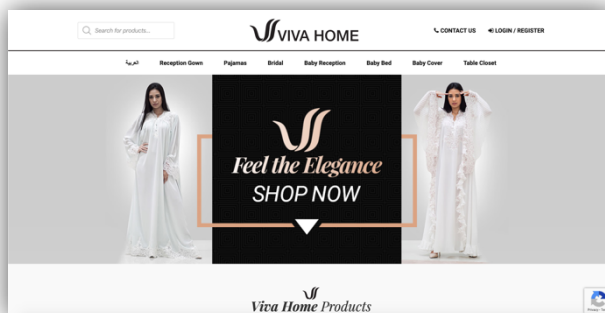 Search for products...
VIVA HOME
CONTACT US
LOGIN / REGISTER
العربية Reception Gown Pajamas Bridal Baby Reception Baby Bed Baby Cover Table Closet
Feel the Elegance
SHOP NOW
Viva Home Products